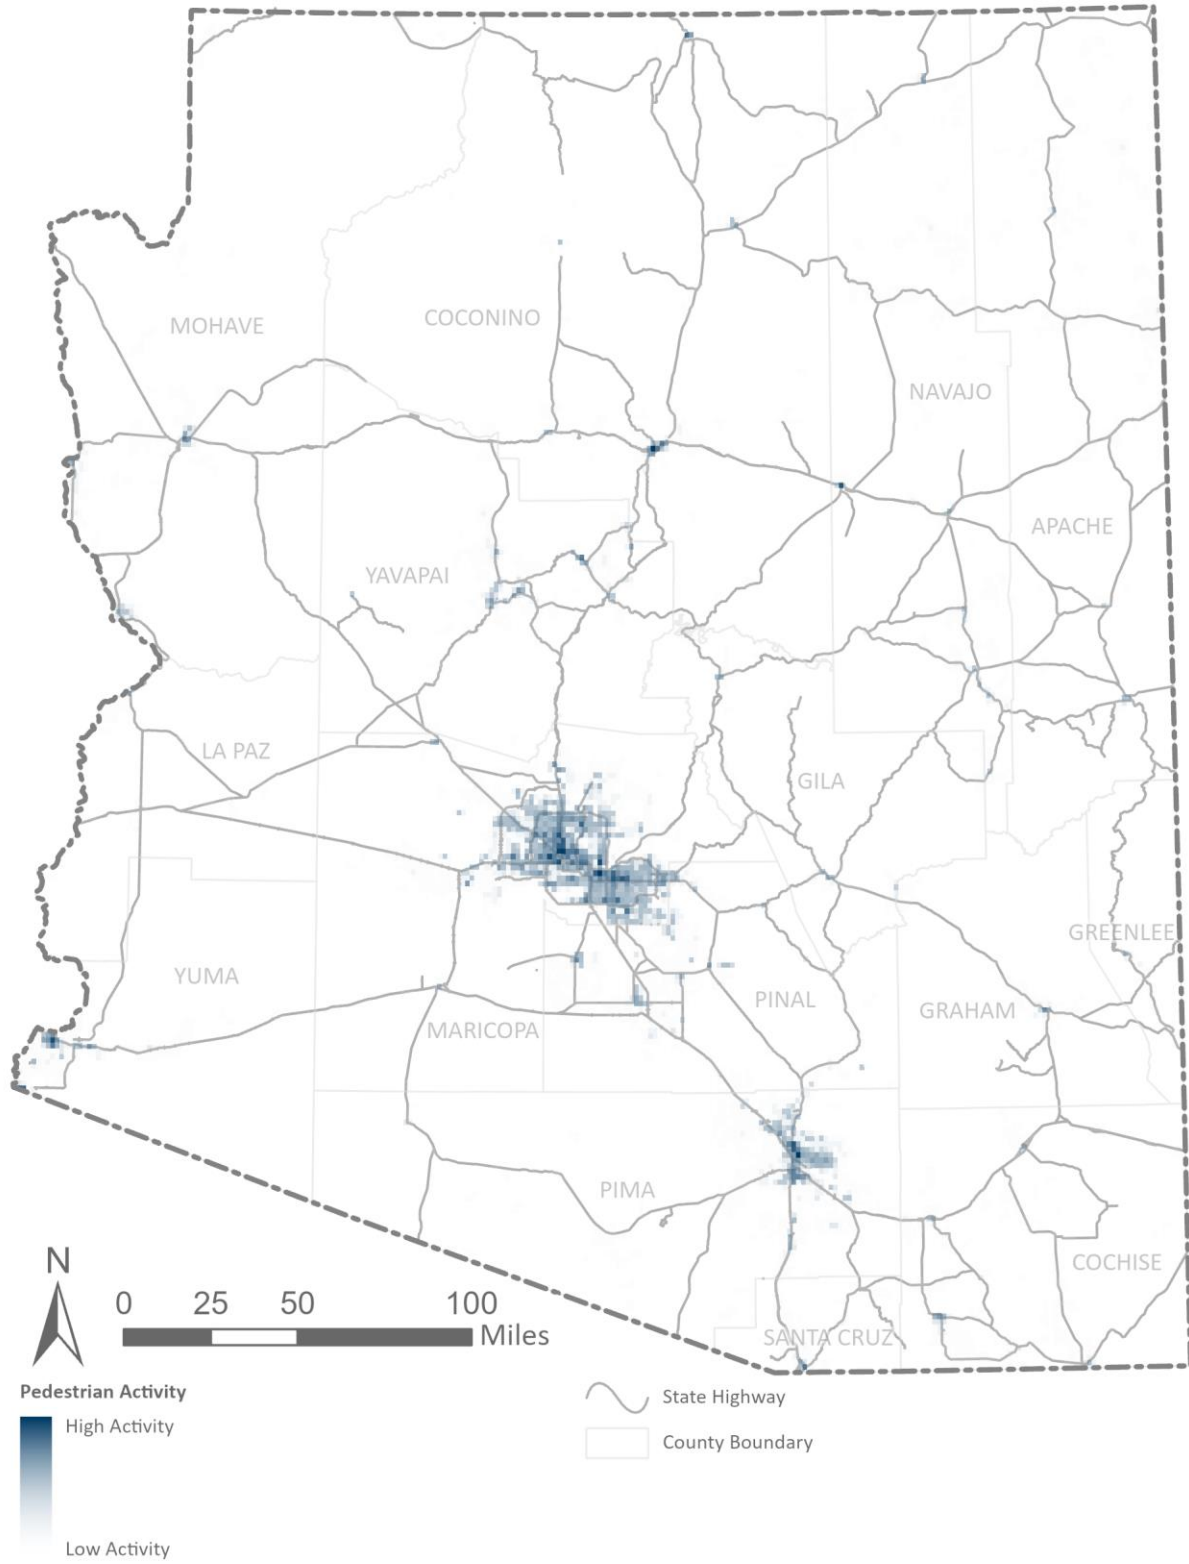 MOHAVE
COCONINO
NAVAJO
APACHE
YAVAPAI
LA PAZ
GILA
GREENLEE
YUMA
PINAL
GRAHAM
MARICOPA
PIMA
COCHISE
SANTA CRUZ
N
0 25 50 100
Miles
Pedestrian Activity
High Activity
Low Activity
State Highway
County Boundary